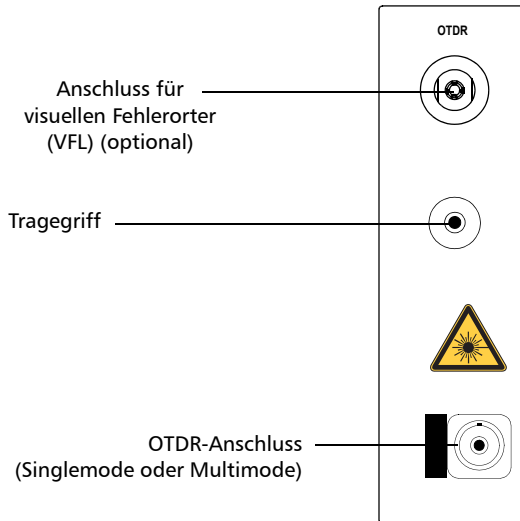 OTDR
Anschluss für
visuellen Fehlerorter
(VFL) (optional)
Tragegriff
OTDR-Anschluss
(Singlemode oder Multimode)